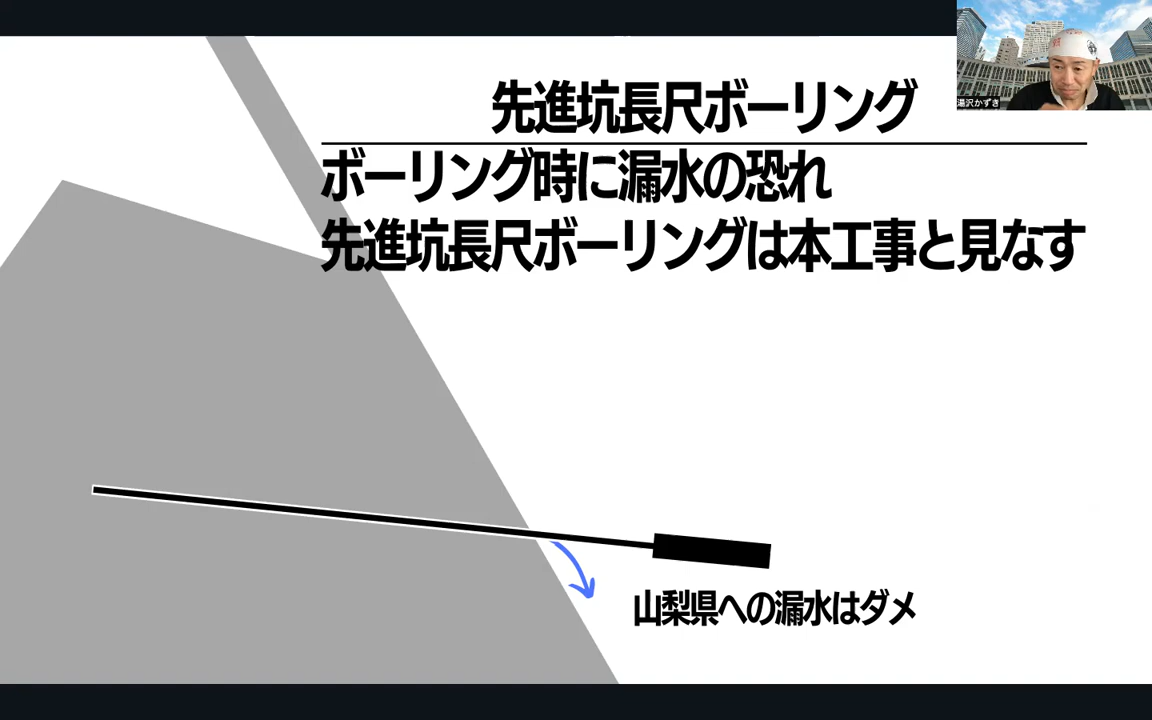 先進坑長尺ボーリング
ボーリング時に漏水の恐れ
先進坑長尺ボーリングは本工事と見なす
山梨県への漏水はダメ
湯沢かずき